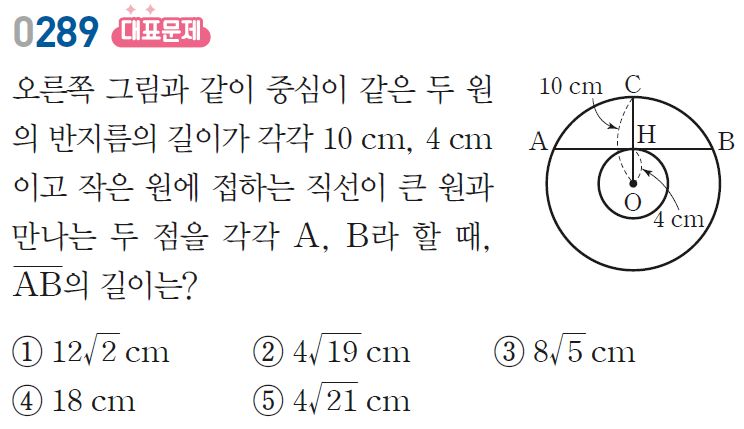 0289 대표문제
오른쪽 그림과 같이 중심이 같은 두 원
의 반지름의 길이가 각각 10 cm, 4 cm
이고 작은 원에 접하는 직선이 큰 원과
만나는 두 점을 각각 A, B라 할 때,
\overline{AB}의 길이는?
10 cm C
A H B
O
4 cm
① 12√2 cm ② 4√19 cm ③ 8√5 cm
④ 18 cm ⑤ 4√21 cm